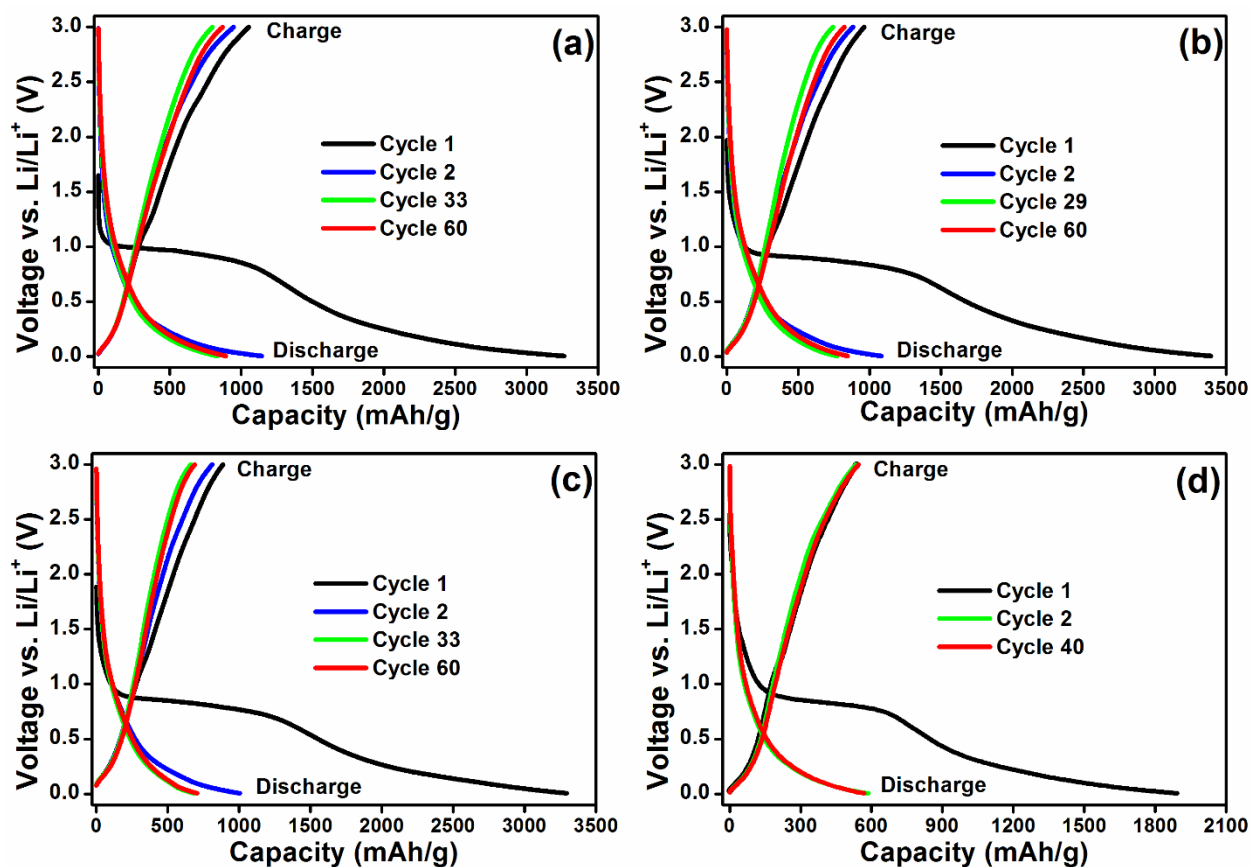 (a)
Charge
Voltage vs. Li/Li⁺ (V)
3.0
2.5
2.0
1.5
1.0
0.5
0.0
Cycle 1
Cycle 2
Cycle 33
Cycle 60
Discharge
0 500 1000 1500 2000 2500 3000 3500
Capacity (mAh/g)
(b)
Charge
Voltage vs. Li/Li⁺ (V)
3.0
2.5
2.0
1.5
1.0
0.5
0.0
Cycle 1
Cycle 2
Cycle 29
Cycle 60
Discharge
0 500 1000 1500 2000 2500 3000 3500
Capacity (mAh/g)
(c)
Charge
Voltage vs. Li/Li⁺ (V)
3.0
2.5
2.0
1.5
1.0
0.5
0.0
Cycle 1
Cycle 2
Cycle 33
Cycle 60
Discharge
0 500 1000 1500 2000 2500 3000 3500
Capacity (mAh/g)
(d)
Charge
Voltage vs. Li/Li⁺ (V)
3.0
2.5
2.0
1.5
1.0
0.5
0.0
Cycle 1
Cycle 2
Cycle 40
Discharge
0 300 600 900 1200 1500 1800 2100
Capacity (mAh/g)